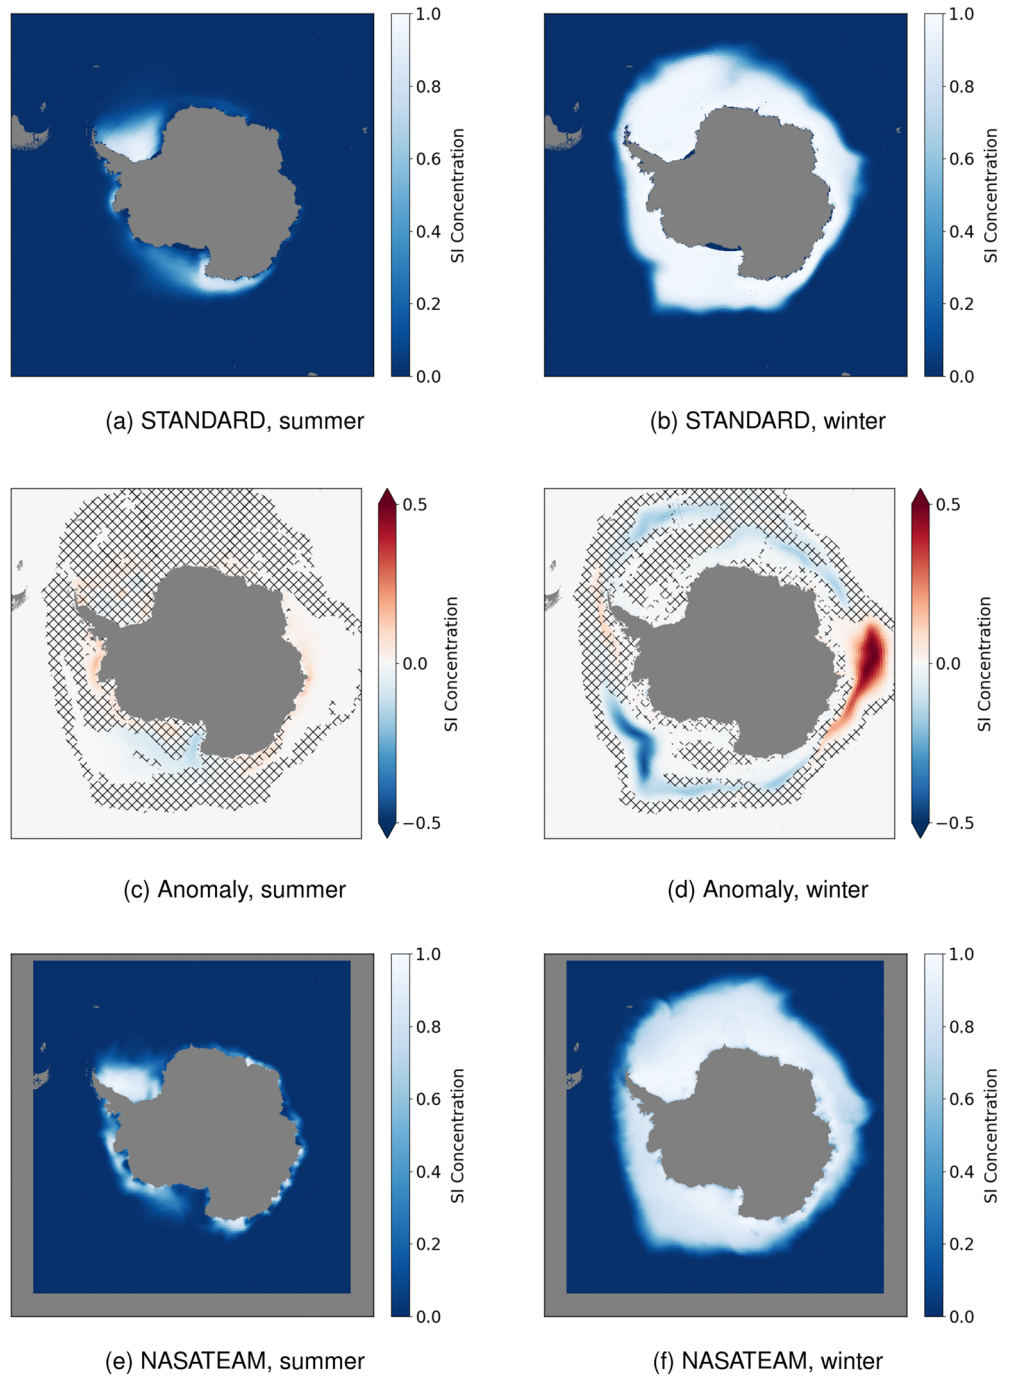 1.0
0.8
0.6
0.4
0.2
0.0
SI Concentration
1.0
0.8
0.6
0.4
0.2
0.0
SI Concentration
(a) STANDARD, summer
(b) STANDARD, winter
0.5
0.0
−0.5
SI Concentration
0.5
0.0
−0.5
SI Concentration
(c) Anomaly, summer
(d) Anomaly, winter
1.0
0.8
0.6
0.4
0.2
0.0
SI Concentration
1.0
0.8
0.6
0.4
0.2
0.0
SI Concentration
(e) NASATEAM, summer
(f) NASATEAM, winter